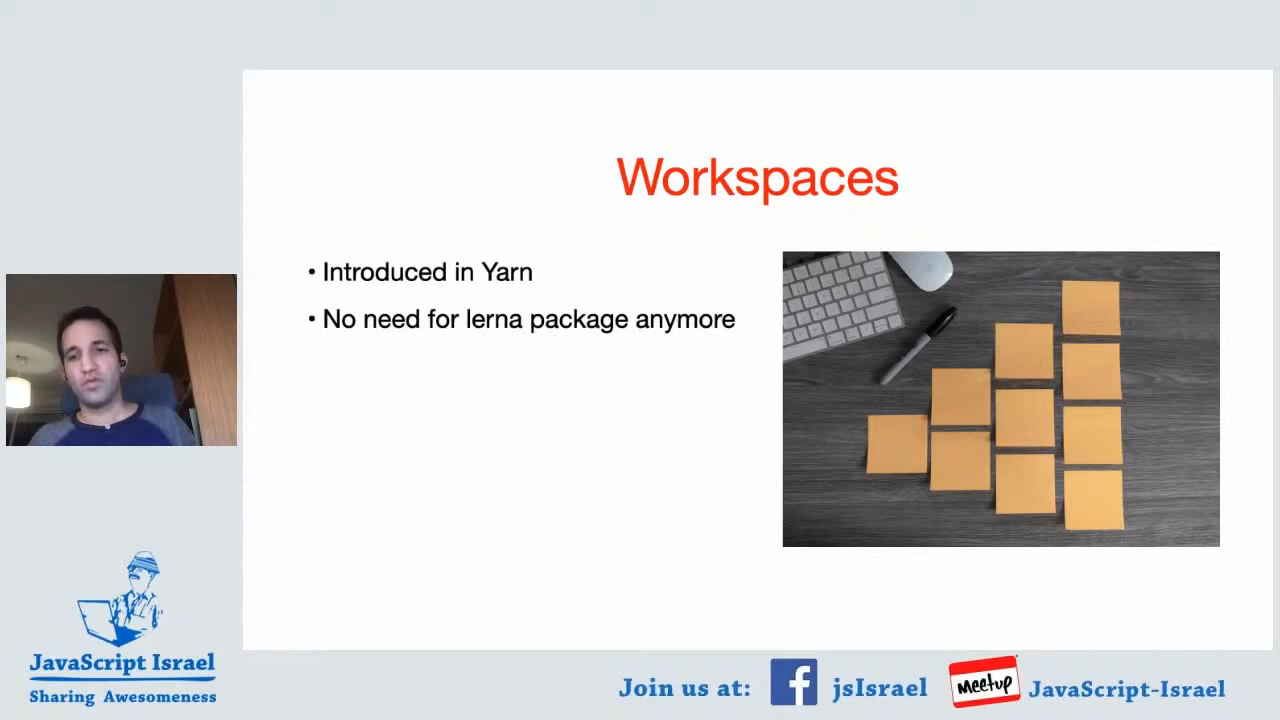 Workspaces
• Introduced in Yarn
• No need for lerna package anymore
JavaScript Israel
Sharing Awesomeness
Join us at: f jsIsrael Meetup JavaScript-Israel